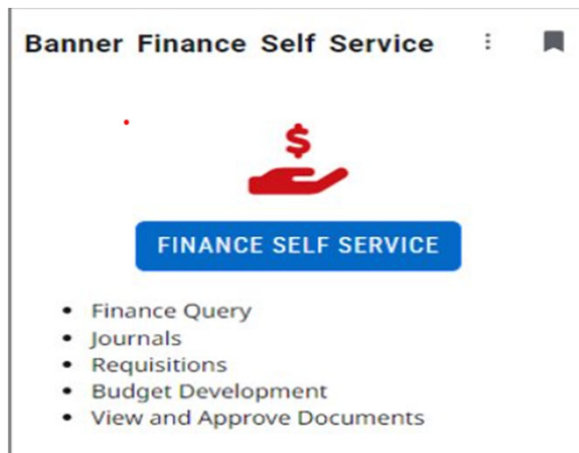 Banner Finance Self Service
$
FINANCE SELF SERVICE
• Finance Query
• Journals
• Requisitions
• Budget Development
• View and Approve Documents